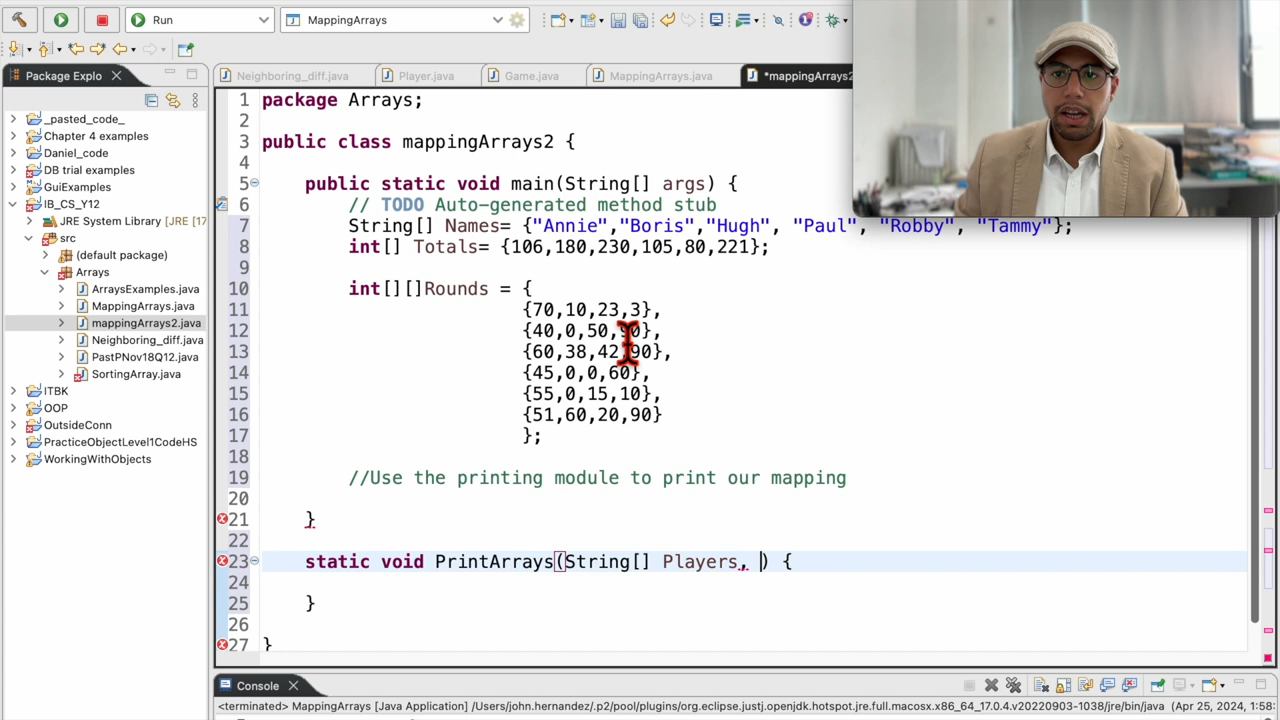 Run
MappingArrays
Package Explo
Neighboring_diff.java
Player.java
Game.java
MappingArrays.java
*mappingArrays2
_pasted_code_
Chapter 4 examples
Daniel_code
DB trial examples
GuiExamples
IB_CS_Y12
JRE System Library [JRE [17
src
(default package)
Arrays
ArraysExamples.java
MappingArrays.java
mappingArrays2.java
Neighboring_diff.java
PastPNov18Q12.java
SortingArray.java
ITBK
OOP
OutsideConn
PracticeObjectLevel1CodeHS
WorkingWithObjects
1 package Arrays;
2
3 public class mappingArrays2 {
4
5 public static void main(String[] args) {
6 // TODO Auto-generated method stub
7 String[] Names= {"Annie","Boris","Hugh", "Paul", "Robby", "Tammy"};
8 int[] Totals= {106,180,230,105,80,221};
9
10 int[][]Rounds = {
11 {70,10,23,3},
12 {40,0,50,90},
13 {60,38,42,90},
14 {45,0,0,60},
15 {55,0,15,10},
16 {51,60,20,90}
17 };
18
19 //Use the printing module to print our mapping
20
21 }
22
23 static void PrintArrays(String[] Players, ) {
24
25 }
26
27 }
Console
<terminated> MappingArrays [Java Application] /Users/john.hernandez/.p2/pool/plugins/org.eclipse.justj.openjdk.hotspot.jre.full.macosx.x86_64_17.0.4.v20220903-1038/jre/bin/java (Apr 25, 2024, 1:58: